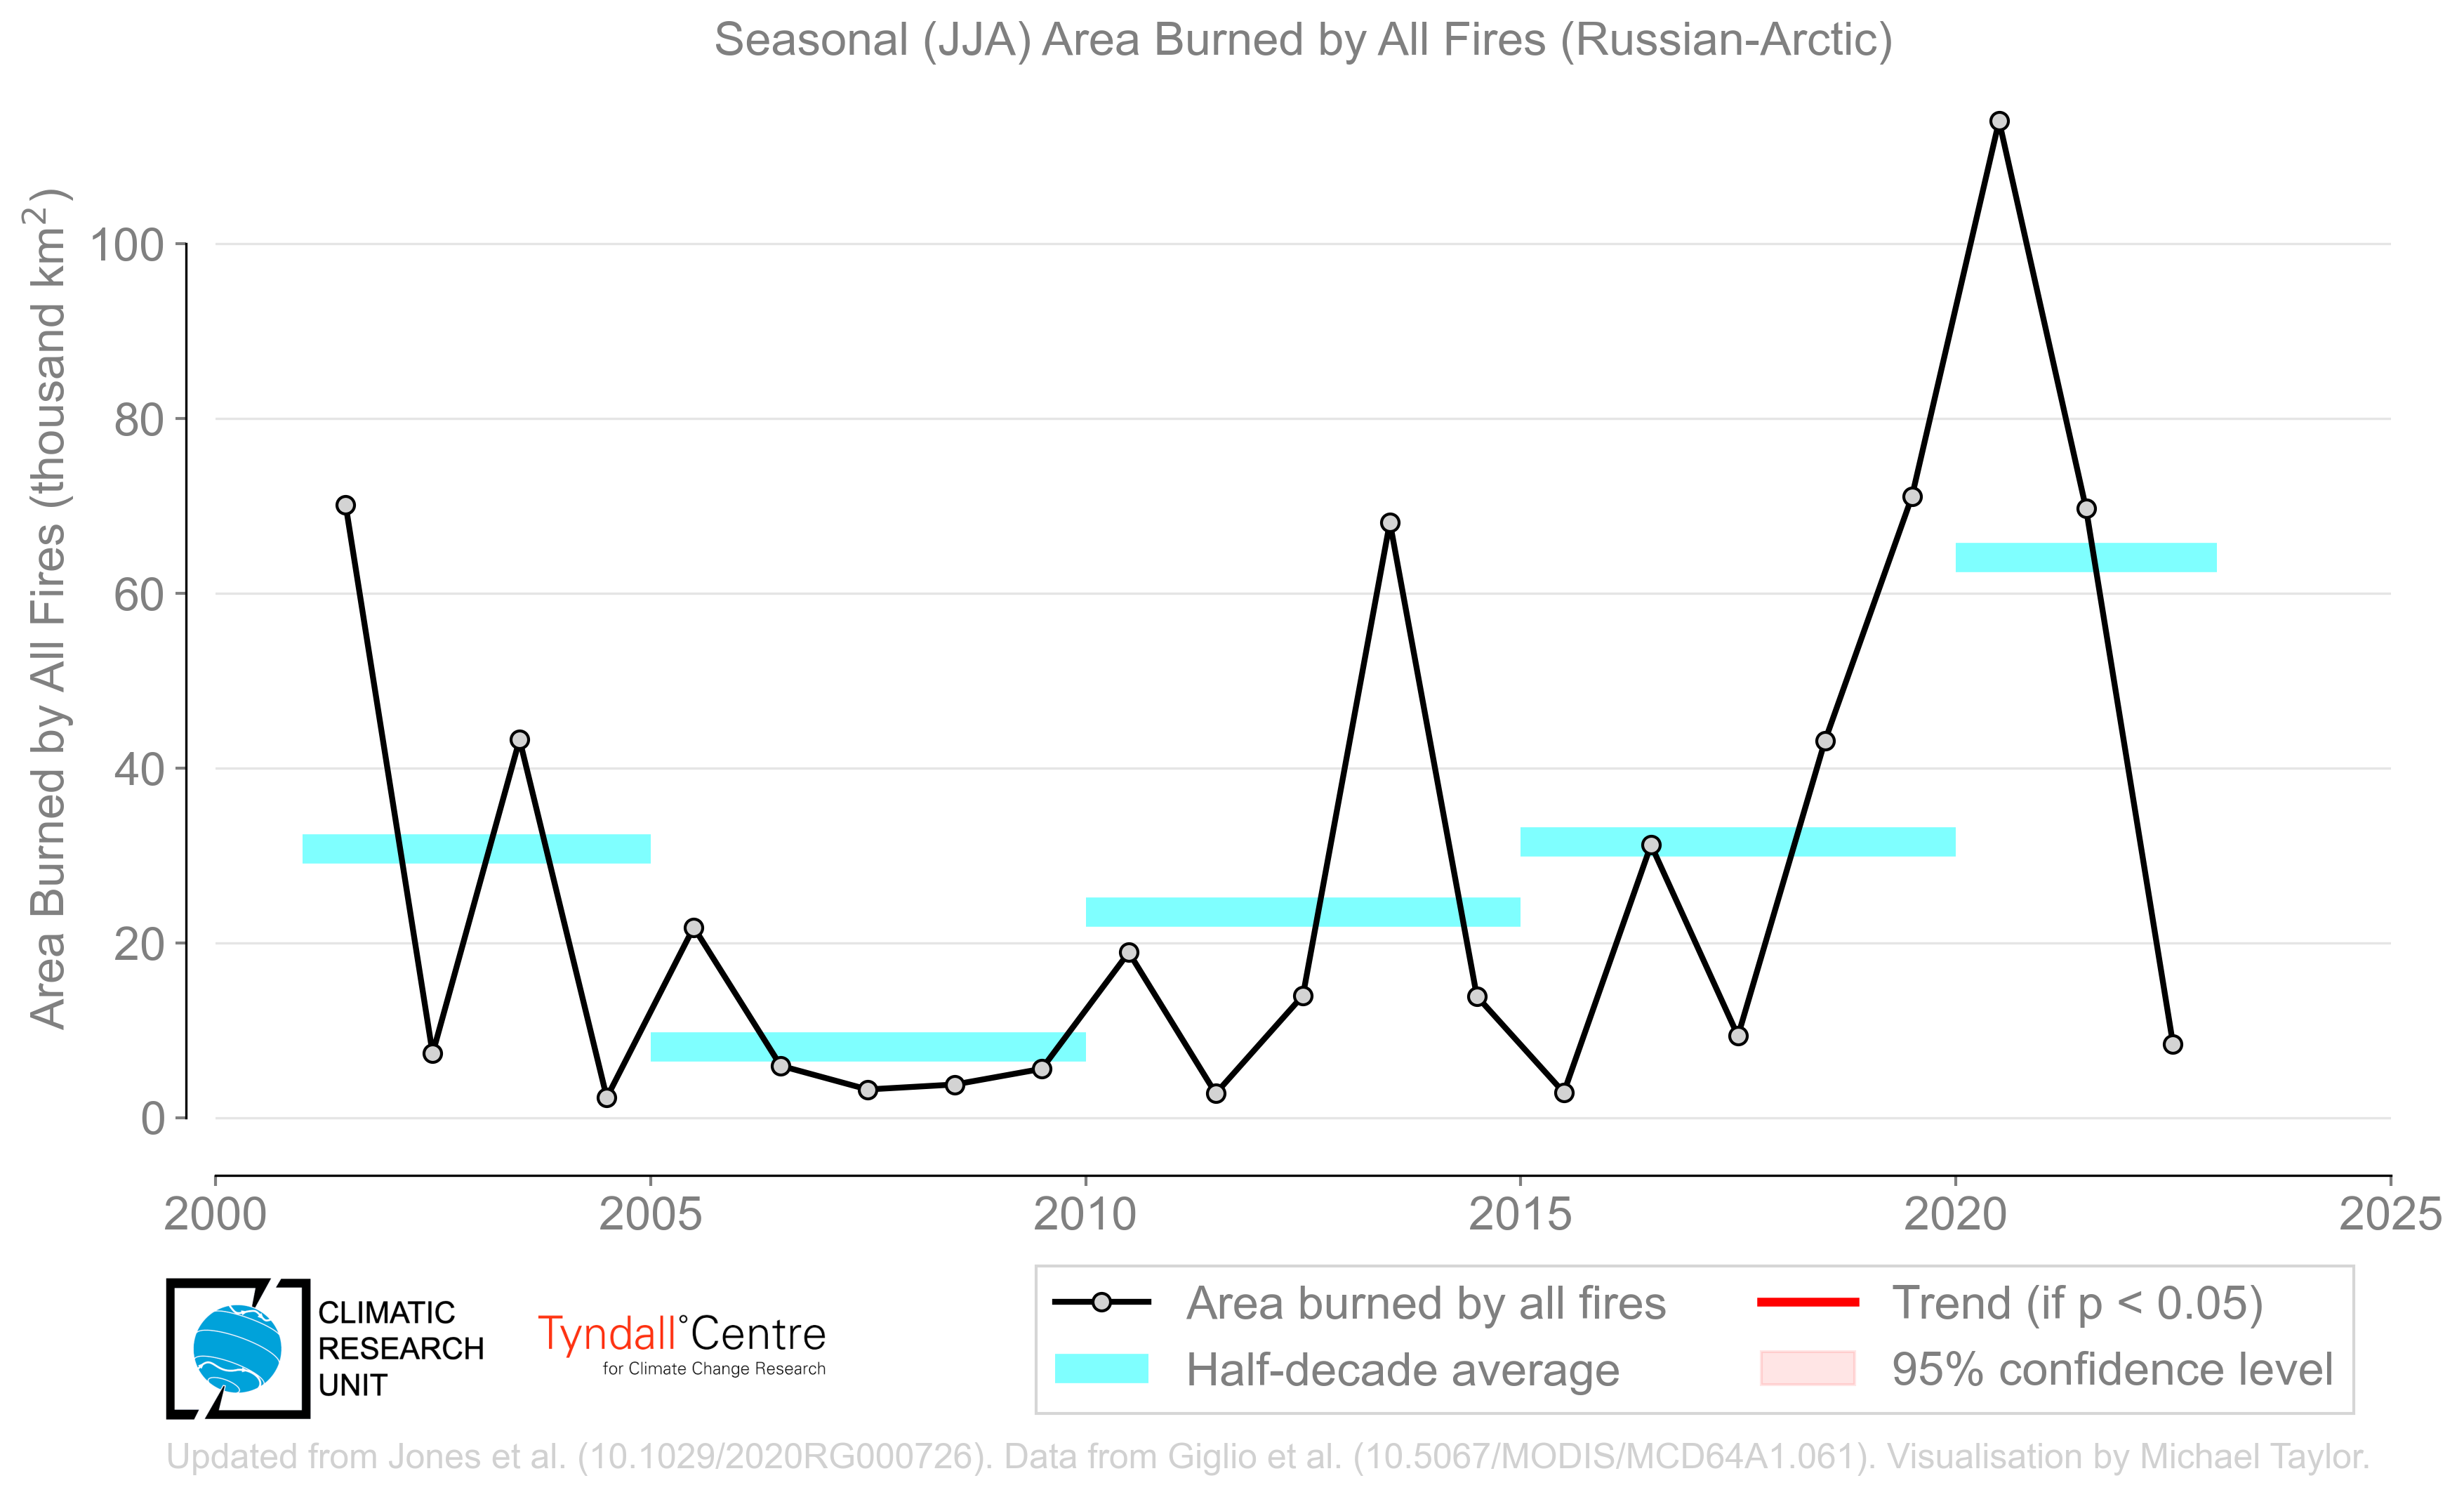 Seasonal (JJA) Area Burned by All Fires (Russian-Arctic)
Area Burned by All Fires (thousand km²)
100
80
60
40
20
0
2000
2005
2010
2015
2020
2025
CLIMATIC
RESEARCH
UNIT
Tyndall°Centre
for Climate Change Research
Area burned by all fires
Half-decade average
Trend (if p < 0.05)
95% confidence level
Updated from Jones et al. (10.1029/2020RG000726). Data from Giglio et al. (10.5067/MODIS/MCD64A1.061). Visualisation by Michael Taylor.